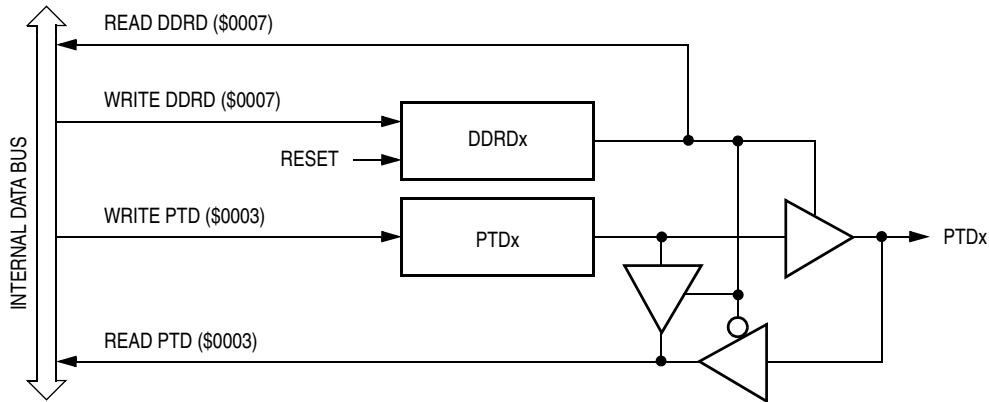 READ DDRD ($0007)
WRITE DDRD ($0007)
DDRDx
RESET
WRITE PTD ($0003)
PTDx
PTDx
READ PTD ($0003)
INTERNAL DATA BUS